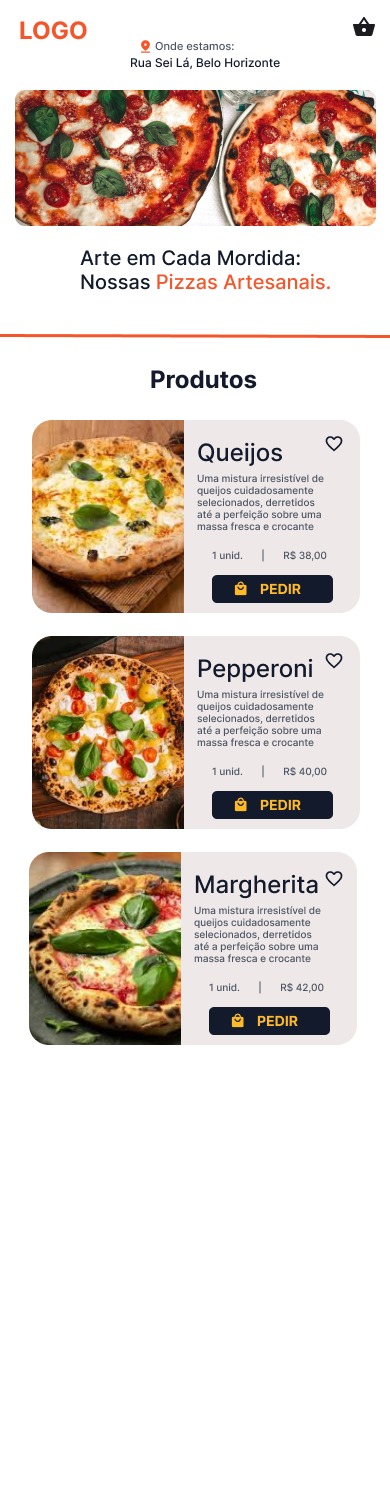 LOGO
Onde estamos:
Rua Sei Lá, Belo Horizonte
Arte em Cada Mordida:
Nossas Pizzas Artesanais.
Produtos
Queijos
Uma mistura irresistível de
queijos cuidadosamente
selecionados, derretidos
até a perfeição sobre uma
massa fresca e crocante
1 unid. | R$ 38,00
PEDIR
Pepperoni
Uma mistura irresistível de
queijos cuidadosamente
selecionados, derretidos
até a perfeição sobre uma
massa fresca e crocante
1 unid. | R$ 40,00
PEDIR
Margherita
Uma mistura irresistível de
queijos cuidadosamente
selecionados, derretidos
até a perfeição sobre uma
massa fresca e crocante
1 unid. | R$ 42,00
PEDIR